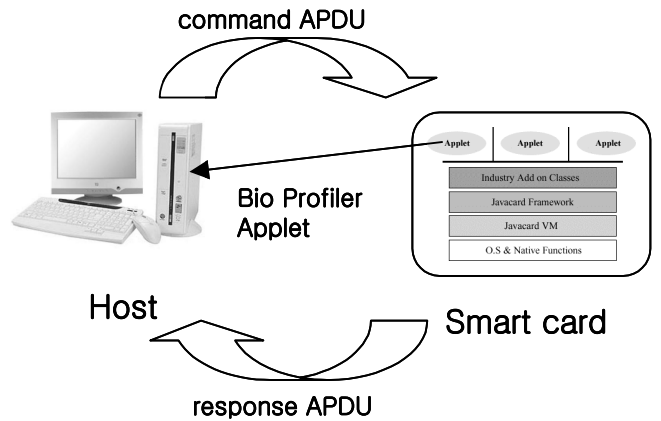 command APDU
Applet Applet Applet
Industry Add on Classes
Javacard Framework
Javacard VM
O.S & Native Functions
Bio Profiler
Applet
Host
Smart card
response APDU